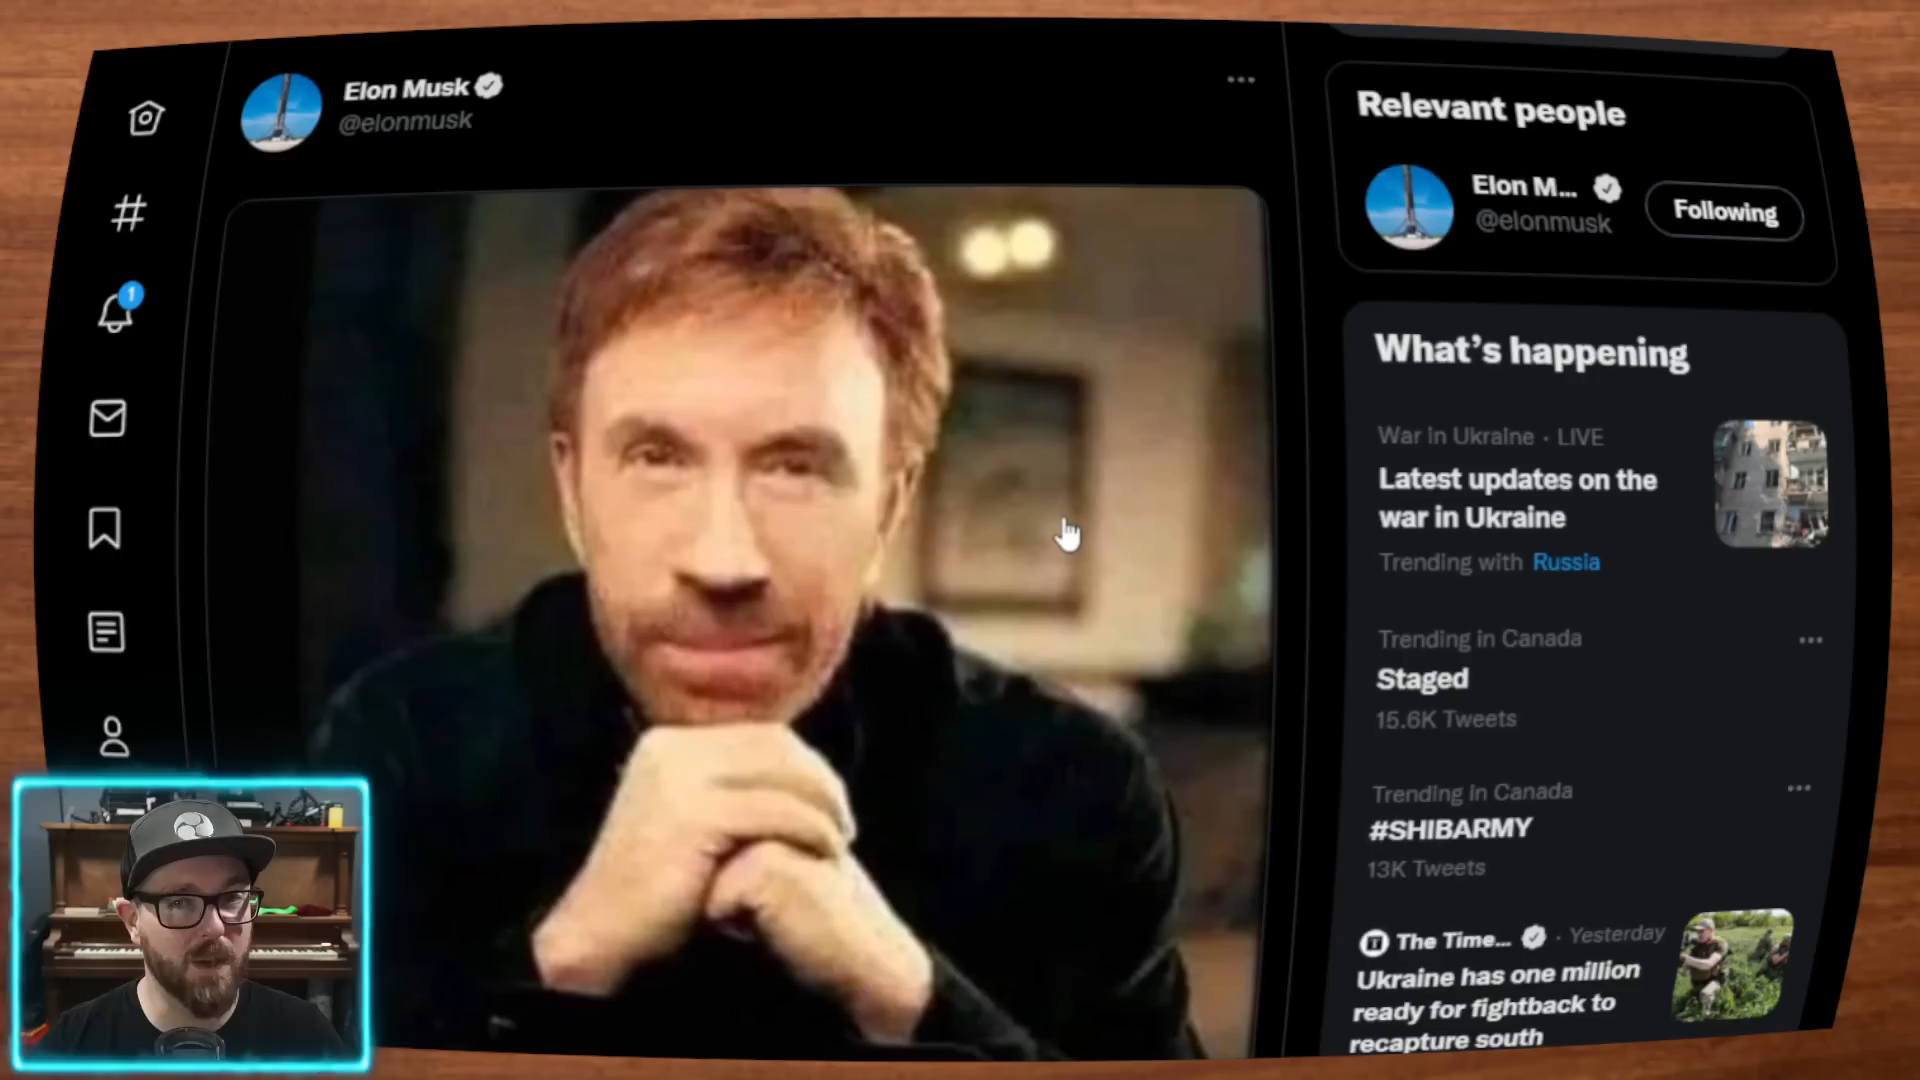 Elon Musk
@elonmusk
1
Relevant people
Elon M...
@elonmusk
Following
What's happening
War in Ukraine · LIVE
Latest updates on the
war in Ukraine
Trending with Russia
Trending in Canada
Staged
15.6K Tweets
Trending in Canada
#SHIBARMY
13K Tweets
The Time... · Yesterday
Ukraine has one million
ready for fightback to
recapture south